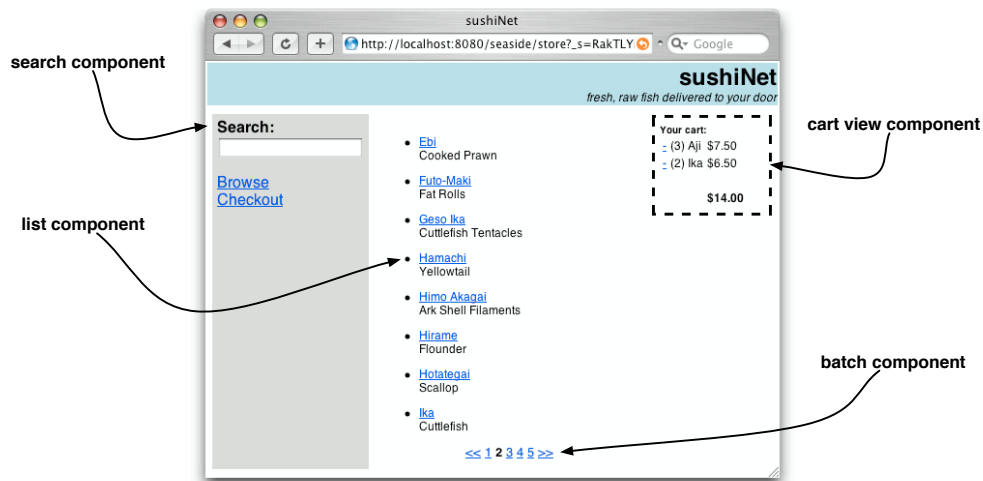 sushiNet
http://localhost:8080/seaside/store?_s=RakTLY
Google
search component
sushiNet
fresh, raw fish delivered to your door
Search:
Browse
Checkout
Your cart:
- (3) Aji $7.50
- (2) Ika $6.50
$14.00
cart view component
list component
Ebi
Cooked Prawn
Futo-Maki
Fat Rolls
Geso Ika
Cuttlefish Tentacles
Hamachi
Yellowtail
Himo Akagai
Ark Shell Filaments
Hirame
Flounder
Hotategai
Scallop
Ika
Cuttlefish
batch component
<< 1 2 3 4 5 >>